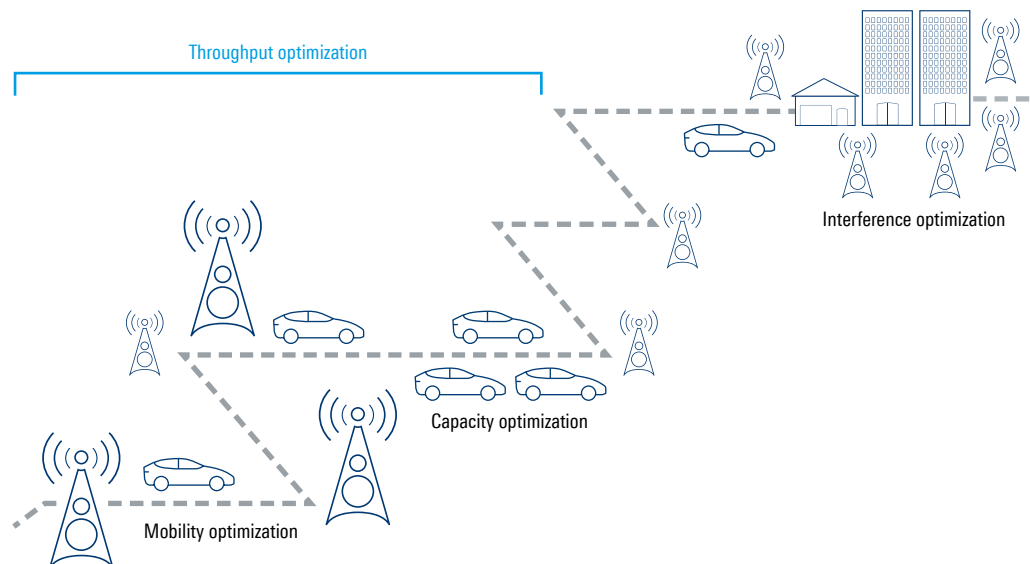 Throughput optimization
Interference optimization
Capacity optimization
Mobility optimization